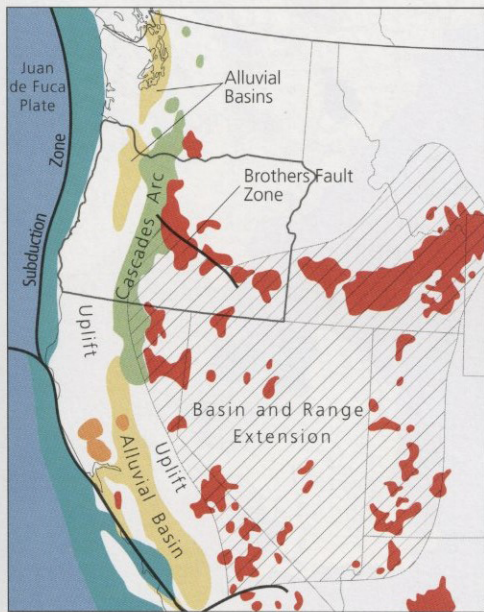 Juan
de Fuca
Plate
Subduction Zone
Alluvial
Basins
Brothers Fault
Zone
Cascades Arc
Uplift
Basin and Range
Extension
Uplift
Alluvial Basin